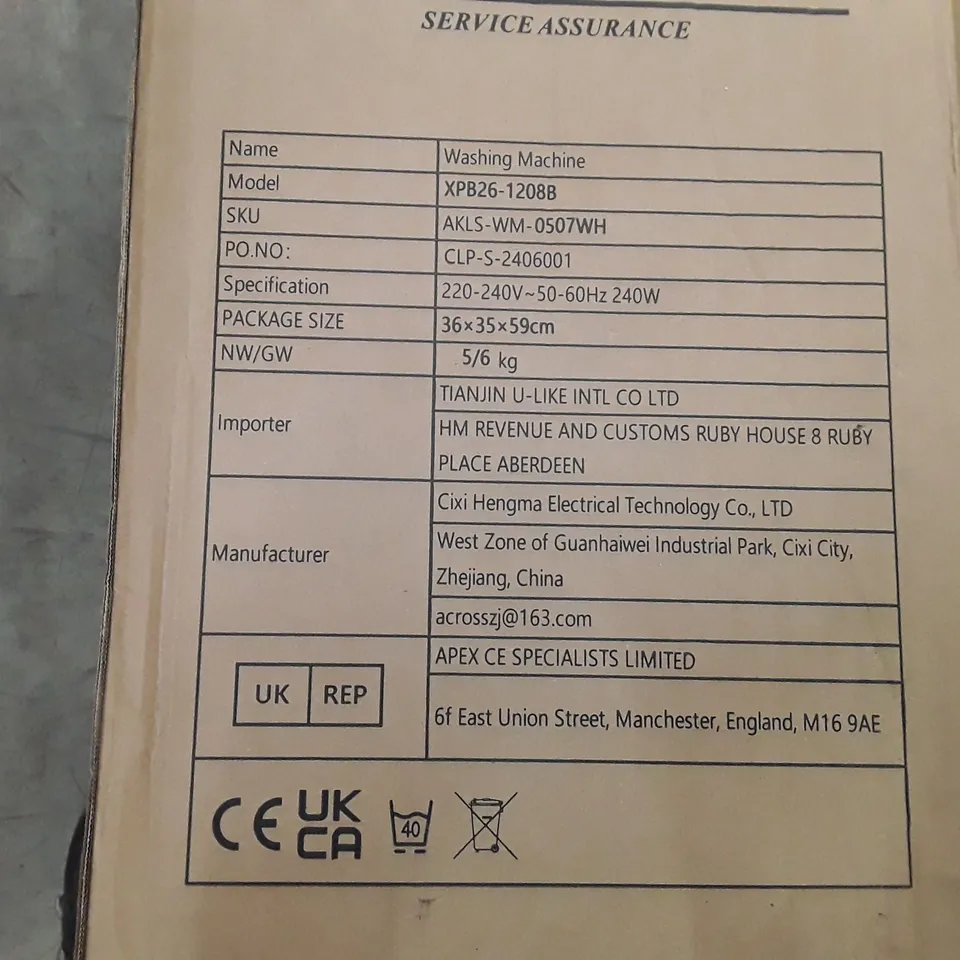 SERVICE ASSURANCE
Name
Washing Machine
Model
XPB26-1208B
SKU
AKLS-WM-0507WH
PO.NO:
CLP-S-2406001
Specification
220-240V~50-60Hz 240W
PACKAGE SIZE
36×35×59cm
NW/GW
5/6 kg
Importer
TIANJIN U-LIKE INTL CO LTD
HM REVENUE AND CUSTOMS RUBY HOUSE 8 RUBY
PLACE ABERDEEN
Manufacturer
Cixi Hengma Electrical Technology Co., LTD
West Zone of Guanhaiwei Industrial Park, Cixi City,
Zhejiang, China
acrosszj@163.com
UK REP
APEX CE SPECIALISTS LIMITED
6f East Union Street, Manchester, England, M16 9AE
CE
UK
CA
40